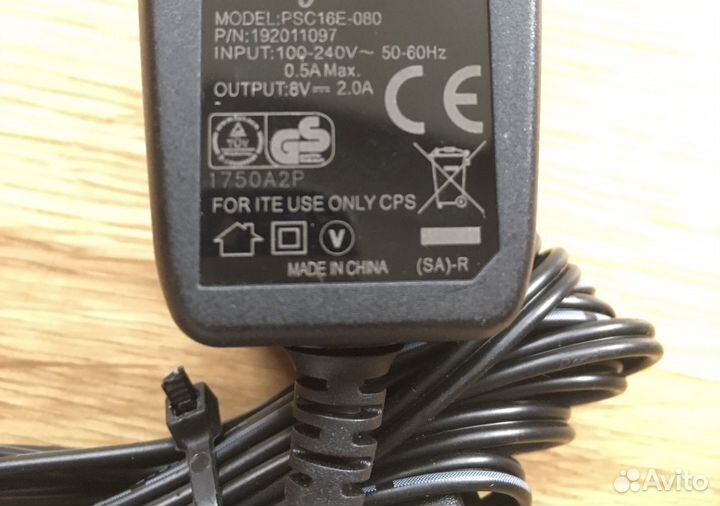 MODEL:PSC16E-080
P/N:192011097
INPUT:100-240V~ 50-60Hz
0.5A Max.
OUTPUT:8V⎓ 2.0A
CE
TÜV GS
1750A2P
FOR ITE USE ONLY CPS
V
MADE IN CHINA (SA)-R
Avito